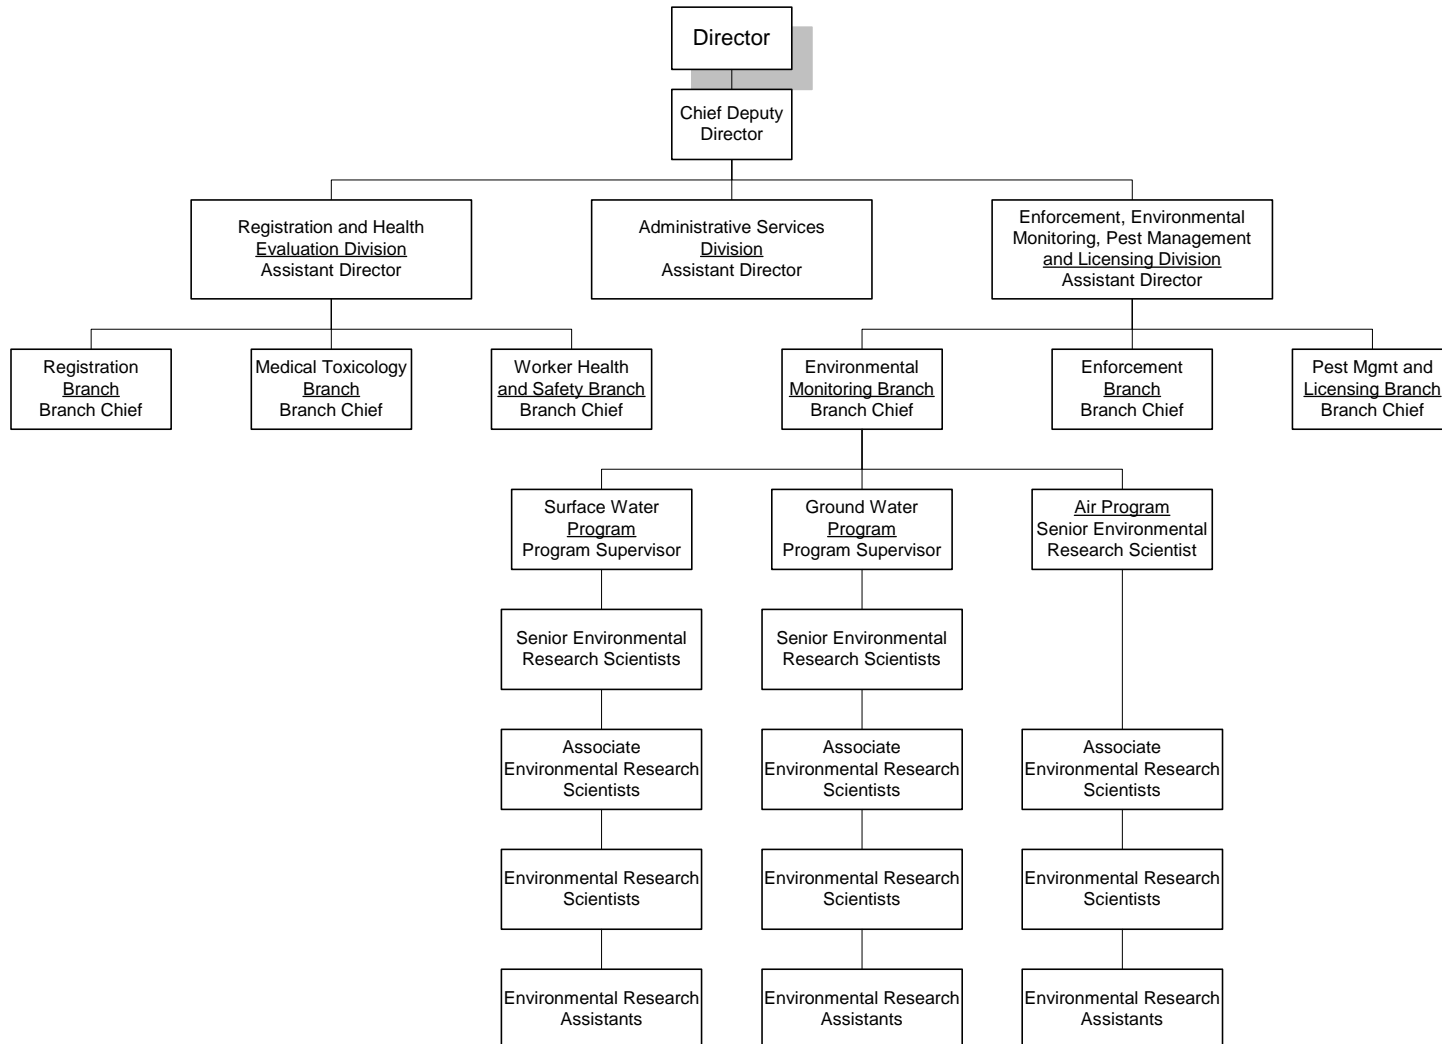 Director
Chief Deputy
Director
Registration and Health
Evaluation Division
Assistant Director
Administrative Services
Division
Assistant Director
Enforcement, Environmental
Monitoring, Pest Management
and Licensing Division
Assistant Director
Registration
Branch
Branch Chief
Medical Toxicology
Branch
Branch Chief
Worker Health
and Safety Branch
Branch Chief
Environmental
Monitoring Branch
Branch Chief
Enforcement
Branch
Branch Chief
Pest Mgmt and
Licensing Branch
Branch Chief
Surface Water
Program
Program Supervisor
Ground Water
Program
Program Supervisor
Air Program
Senior Environmental
Research Scientist
Senior Environmental
Research Scientists
Senior Environmental
Research Scientists
Associate
Environmental Research
Scientists
Associate
Environmental Research
Scientists
Associate
Environmental Research
Scientists
Environmental Research
Scientists
Environmental Research
Scientists
Environmental Research
Scientists
Environmental Research
Assistants
Environmental Research
Assistants
Environmental Research
Assistants